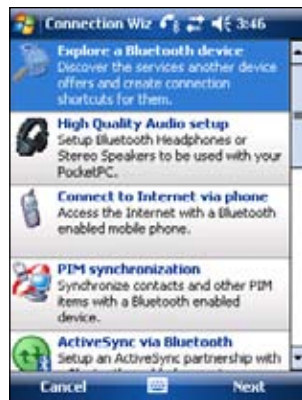 Connection Wiz 3:46
Explore a Bluetooth device
Discover the services another device
offers and create connection
shortcuts for them.
High Quality Audio setup
Setup Bluetooth Headphones or
Stereo Speakers to be used with your
PocketPC.
Connect to Internet via phone
Access the Internet with a Bluetooth
enabled mobile phone.
PIM synchronization
Synchronize contacts and other PIM
items with a Bluetooth enabled
device.
ActiveSync via Bluetooth
Setup an ActiveSync partnership with
Cancel Next